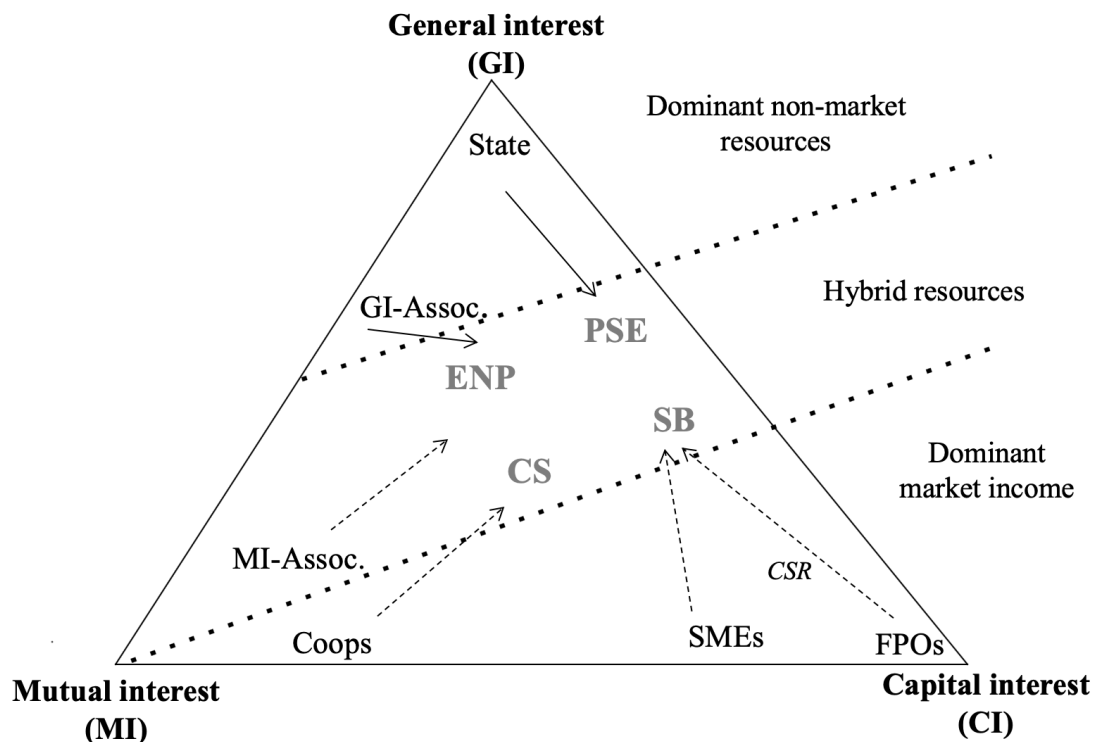 General interest
(GI)
Dominant non-market
resources
State
Hybrid resources
GI-Assoc.
PSE
ENP
SB
CS
Dominant
market income
MI-Assoc.
CSR
Coops
SMEs
FPOs
Mutual interest
(MI)
Capital interest
(CI)